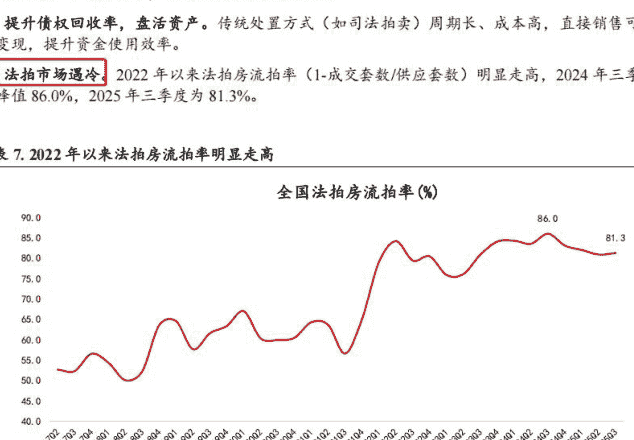 提升债权回收率，盘活资产。传统处置方式（如司法拍卖）周期长、成本高，直接销售可
变现，提升资金使用效率。
法拍市场遇冷。2022 年以来法拍房流拍率（1-成交套数/供应套数）明显走高，2024 年三季
峰值 86.0%，2025 年三季度为 81.3%。
表 7. 2022 年以来法拍房流拍率明显走高
全国法拍房流拍率(%)
90.0
86.0
85.0
81.3
80.0
75.0
70.0
65.0
60.0
55.0
50.0
45.0
40.0